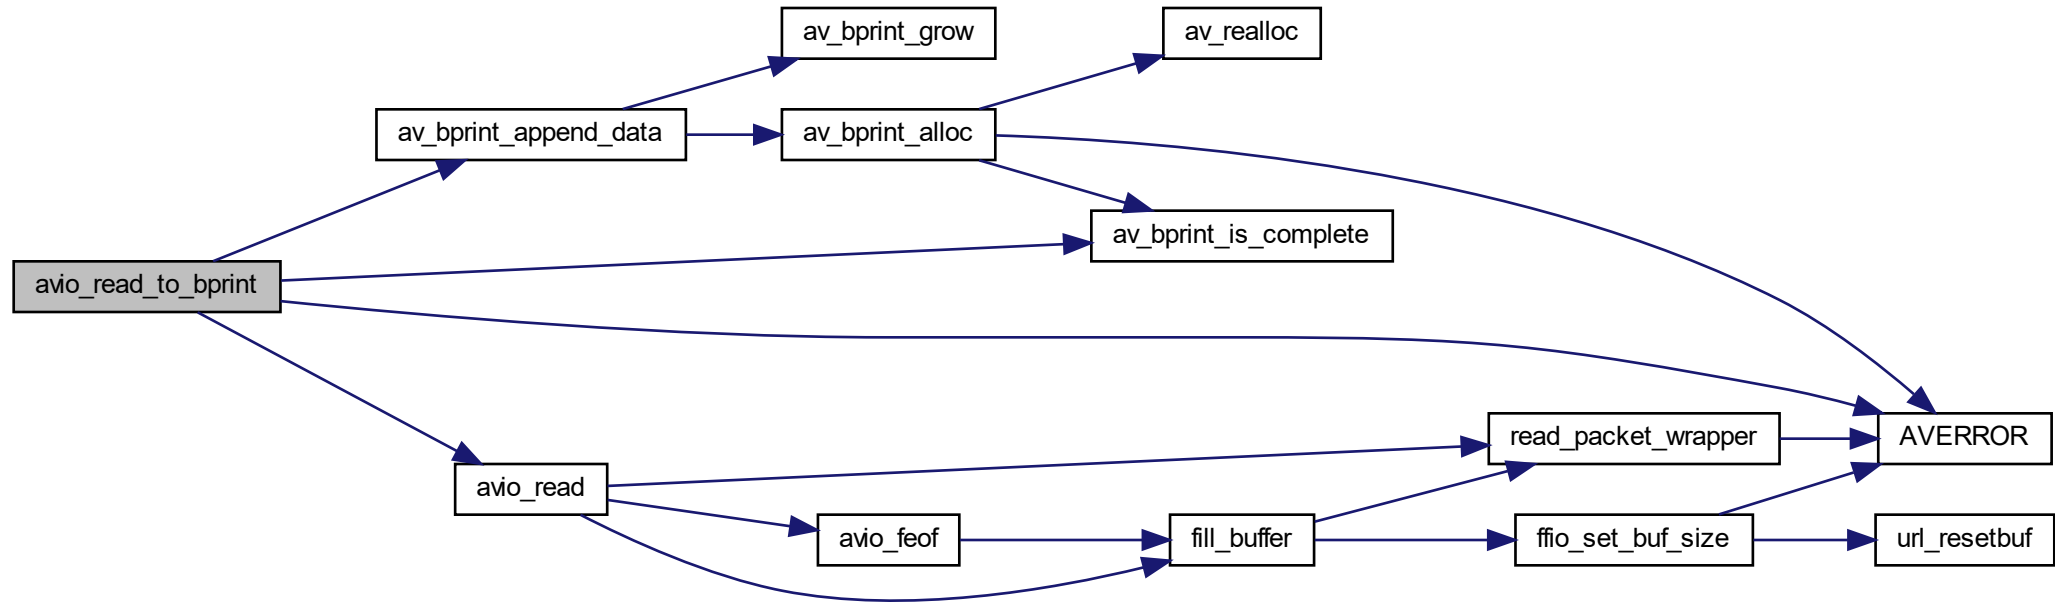 av_bprint_grow
av_realloc
av_bprint_append_data
av_bprint_alloc
av_bprint_is_complete
avio_read_to_bprint
read_packet_wrapper
AVERROR
avio_read
avio_feof
fill_buffer
ffio_set_buf_size
url_resetbuf